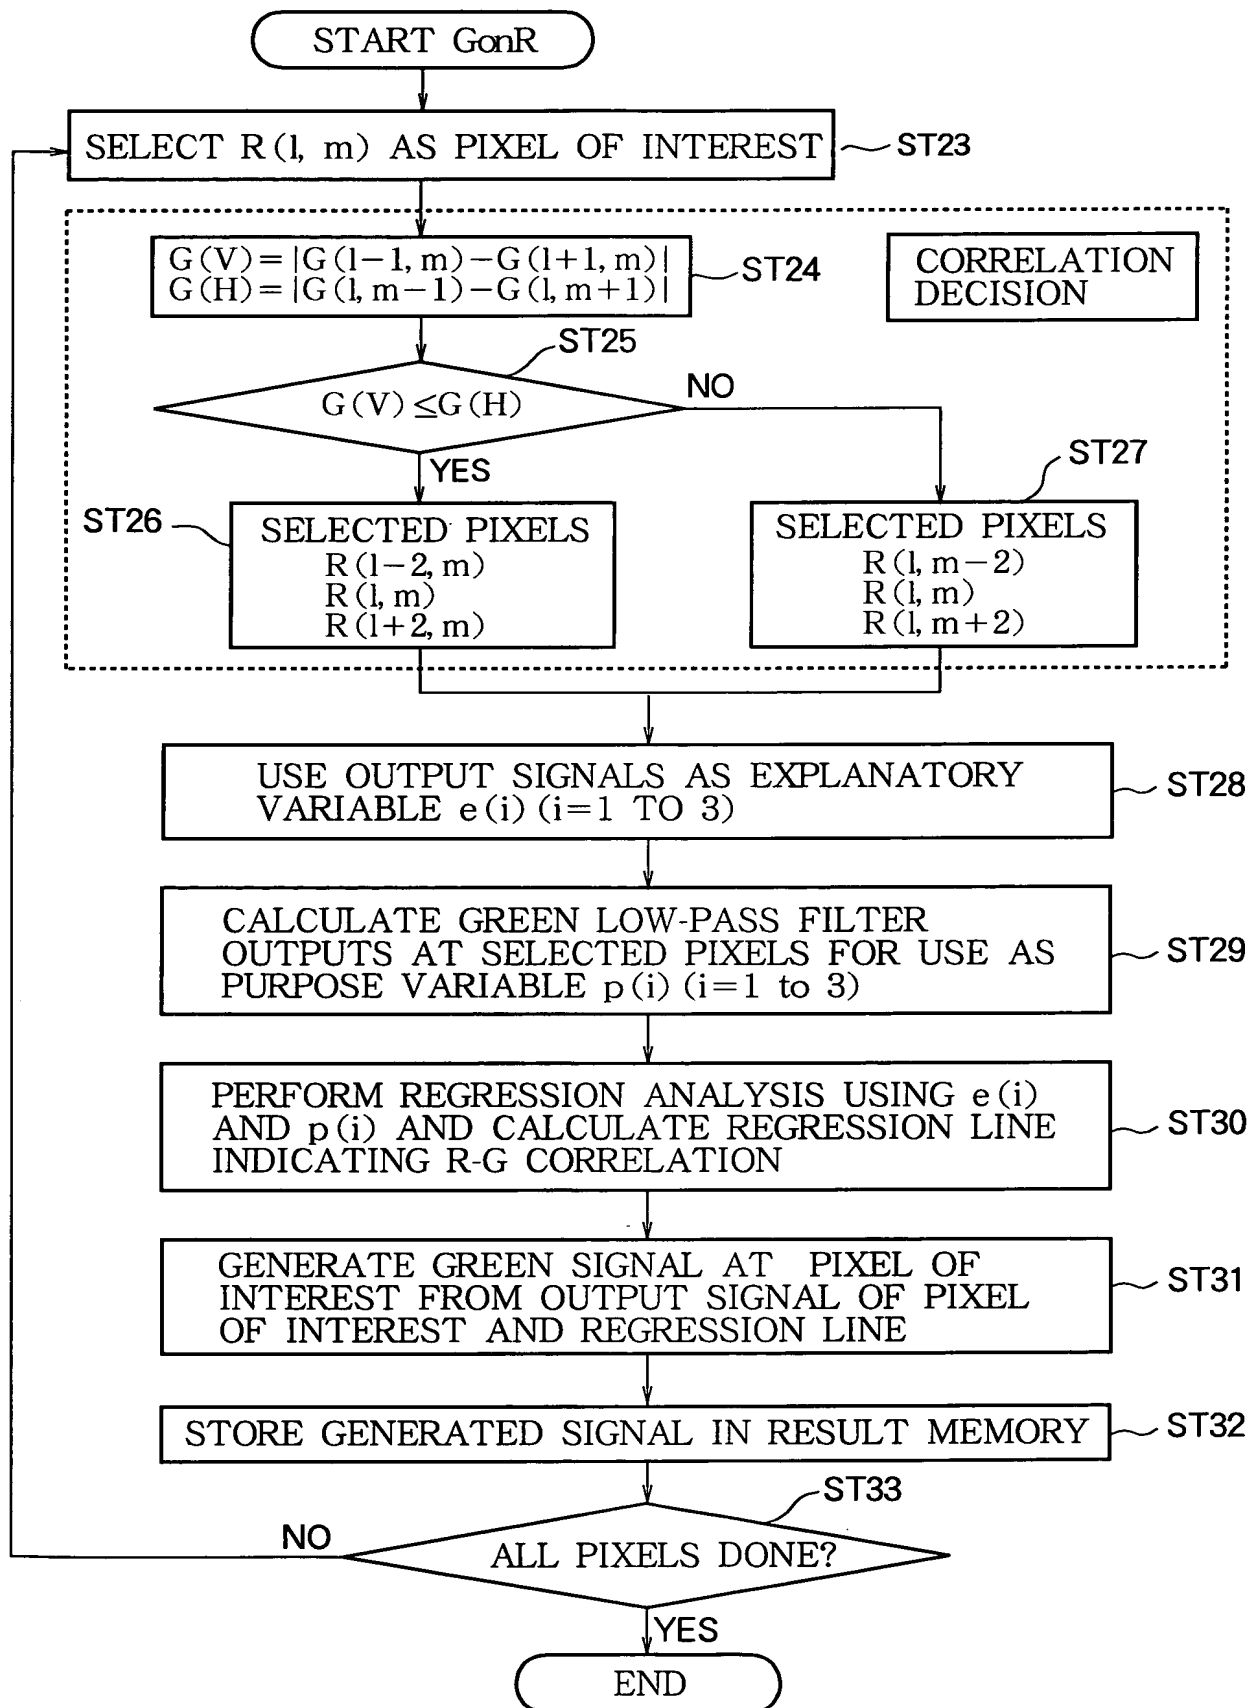 START GonR
SELECT R(l, m) AS PIXEL OF INTEREST
ST23
G(V)=|G(l-1, m)-G(l+1, m)|
G(H)=|G(l, m-1)-G(l, m+1)|
ST24
CORRELATION
DECISION
ST25
G(V)≤G(H)
NO
YES
ST26
SELECTED PIXELS
R(l-2, m)
R(l, m)
R(l+2, m)
ST27
SELECTED PIXELS
R(l, m-2)
R(l, m)
R(l, m+2)
USE OUTPUT SIGNALS AS EXPLANATORY
VARIABLE e(i) (i=1 TO 3)
ST28
CALCULATE GREEN LOW-PASS FILTER
OUTPUTS AT SELECTED PIXELS FOR USE AS
PURPOSE VARIABLE p(i) (i=1 to 3)
ST29
PERFORM REGRESSION ANALYSIS USING e(i)
AND p(i) AND CALCULATE REGRESSION LINE
INDICATING R-G CORRELATION
ST30
GENERATE GREEN SIGNAL AT PIXEL OF
INTEREST FROM OUTPUT SIGNAL OF PIXEL
OF INTEREST AND REGRESSION LINE
ST31
STORE GENERATED SIGNAL IN RESULT MEMORY
ST32
ST33
ALL PIXELS DONE?
NO
YES
END